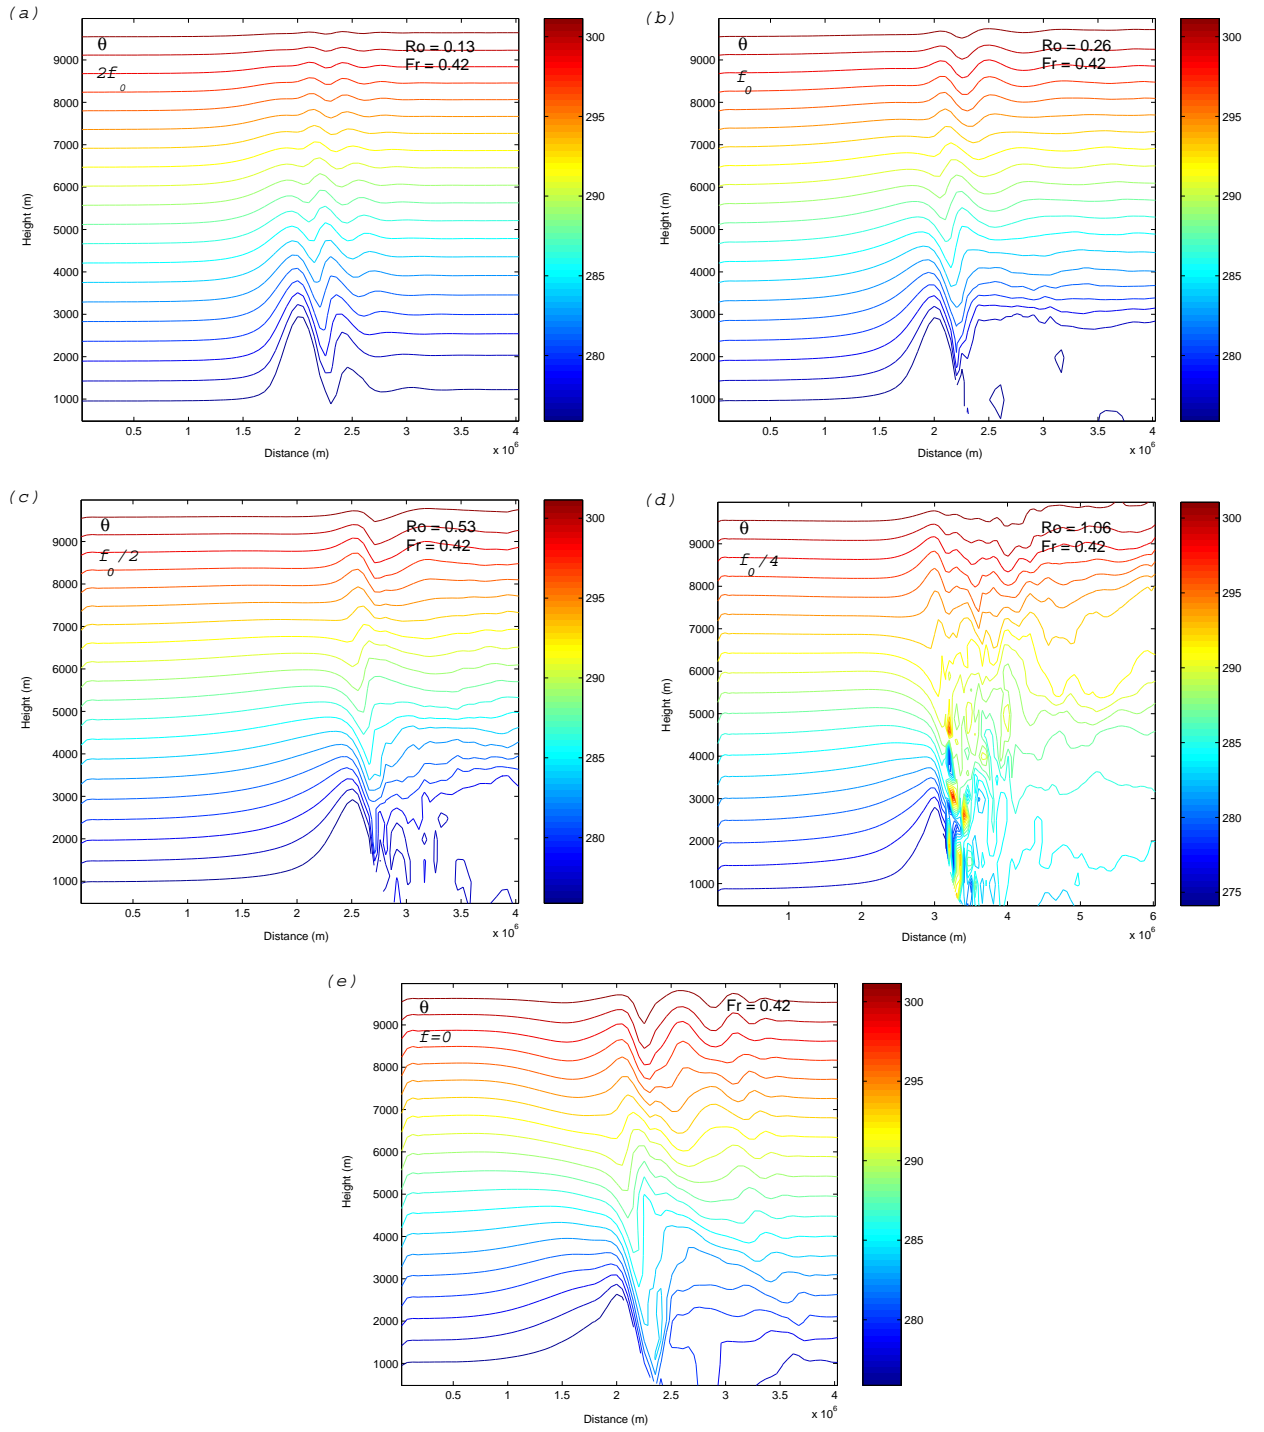 (a)
θ
2f0
Ro = 0.13
Fr = 0.42
9000
8000
7000
6000
5000
4000
3000
2000
1000
Height (m)
0.5 1 1.5 2 2.5 3 3.5 4
x 10^6
Distance (m)
300
295
290
285
280
(b)
θ
f0
Ro = 0.26
Fr = 0.42
9000
8000
7000
6000
5000
4000
3000
2000
1000
Height (m)
0.5 1 1.5 2 2.5 3 3.5 4
x 10^6
Distance (m)
300
295
290
285
280
(c)
θ
f0/2
Ro = 0.53
Fr = 0.42
9000
8000
7000
6000
5000
4000
3000
2000
1000
Height (m)
0.5 1 1.5 2 2.5 3 3.5 4
x 10^6
Distance (m)
300
295
290
285
280
(d)
θ
f0/4
Ro = 1.06
Fr = 0.42
9000
8000
7000
6000
5000
4000
3000
2000
1000
Height (m)
1 2 3 4 5 6
x 10^6
Distance (m)
300
295
290
285
280
275
(e)
θ
f=0
Fr = 0.42
9000
8000
7000
6000
5000
4000
3000
2000
1000
Height (m)
0.5 1 1.5 2 2.5 3 3.5 4
x 10^6
Distance (m)
300
295
290
285
280